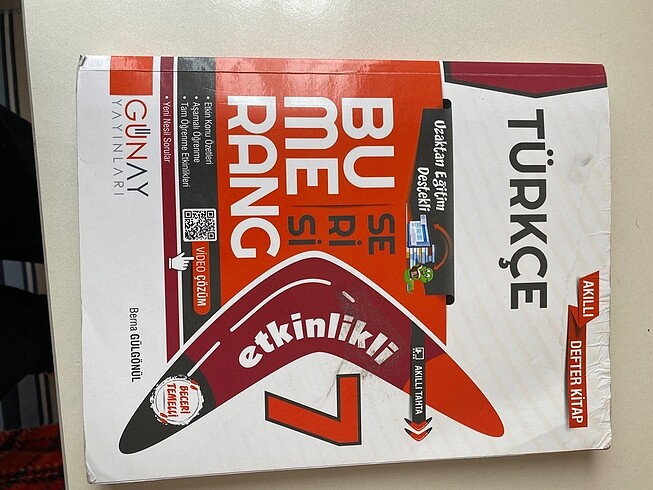 TÜRKÇE
AKILLI
DEFTER KİTAP
Uzaktan Eğitim
Destekli
BU
ME
RANG
SE
Rİ
Sİ
etkinlikli
7
AKILLI TAHTA
• Etkin Konu Özetleri
• Aşamalı Öğrenme
• Tam Öğrenme Etkinlikleri
• Yeni Nesil Sorular
VİDEO ÇÖZÜM
BECERİ
TEMELLİ
GÜNAY
YAYINLARI
Berna GÜLGÖNÜL